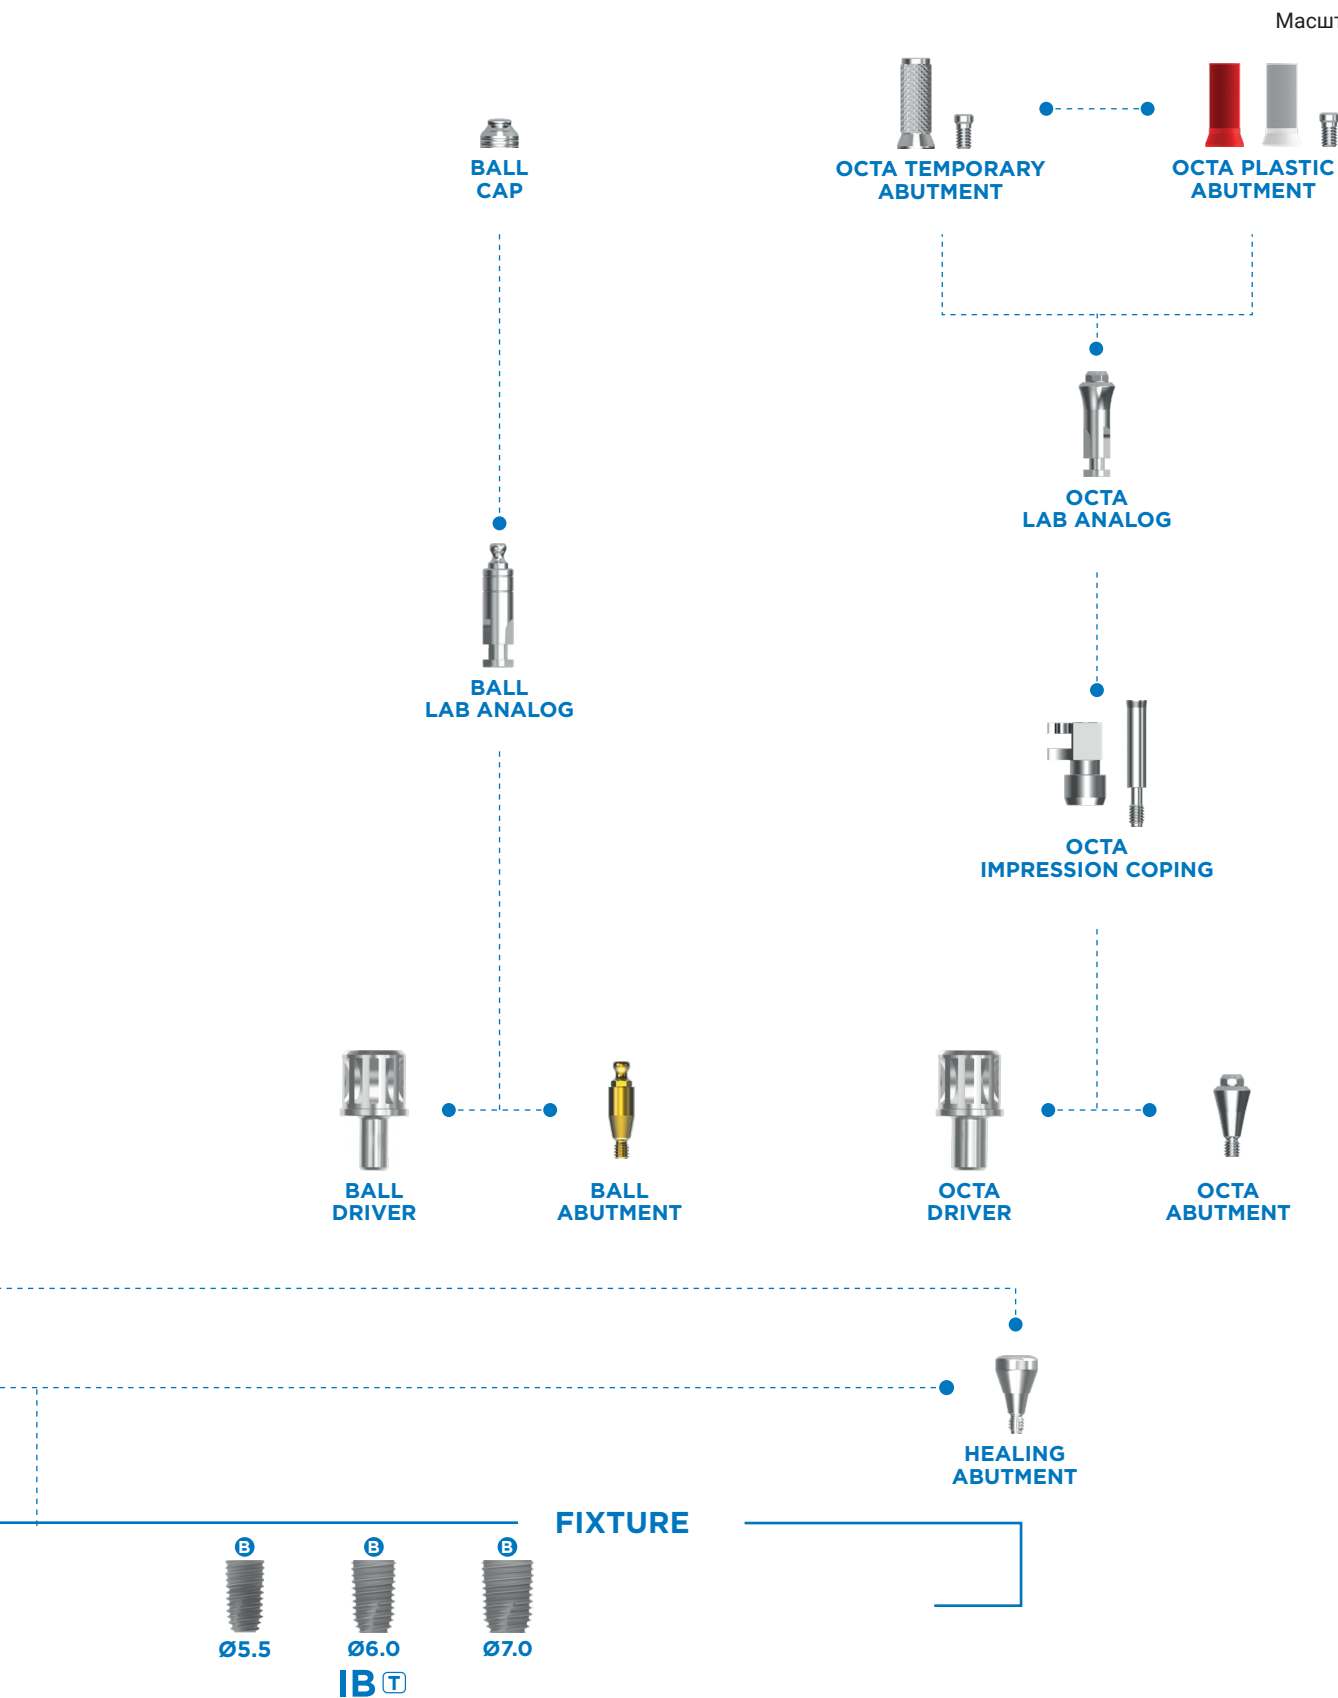 Масшт
BALL
CAP
OCTA TEMPORARY
ABUTMENT
OCTA PLASTIC
ABUTMENT
OCTA
LAB ANALOG
BALL
LAB ANALOG
OCTA
IMPRESSION COPING
BALL
DRIVER
BALL
ABUTMENT
OCTA
DRIVER
OCTA
ABUTMENT
HEALING
ABUTMENT
FIXTURE
B
B
B
Ø5.5
Ø6.0
Ø7.0
IB T